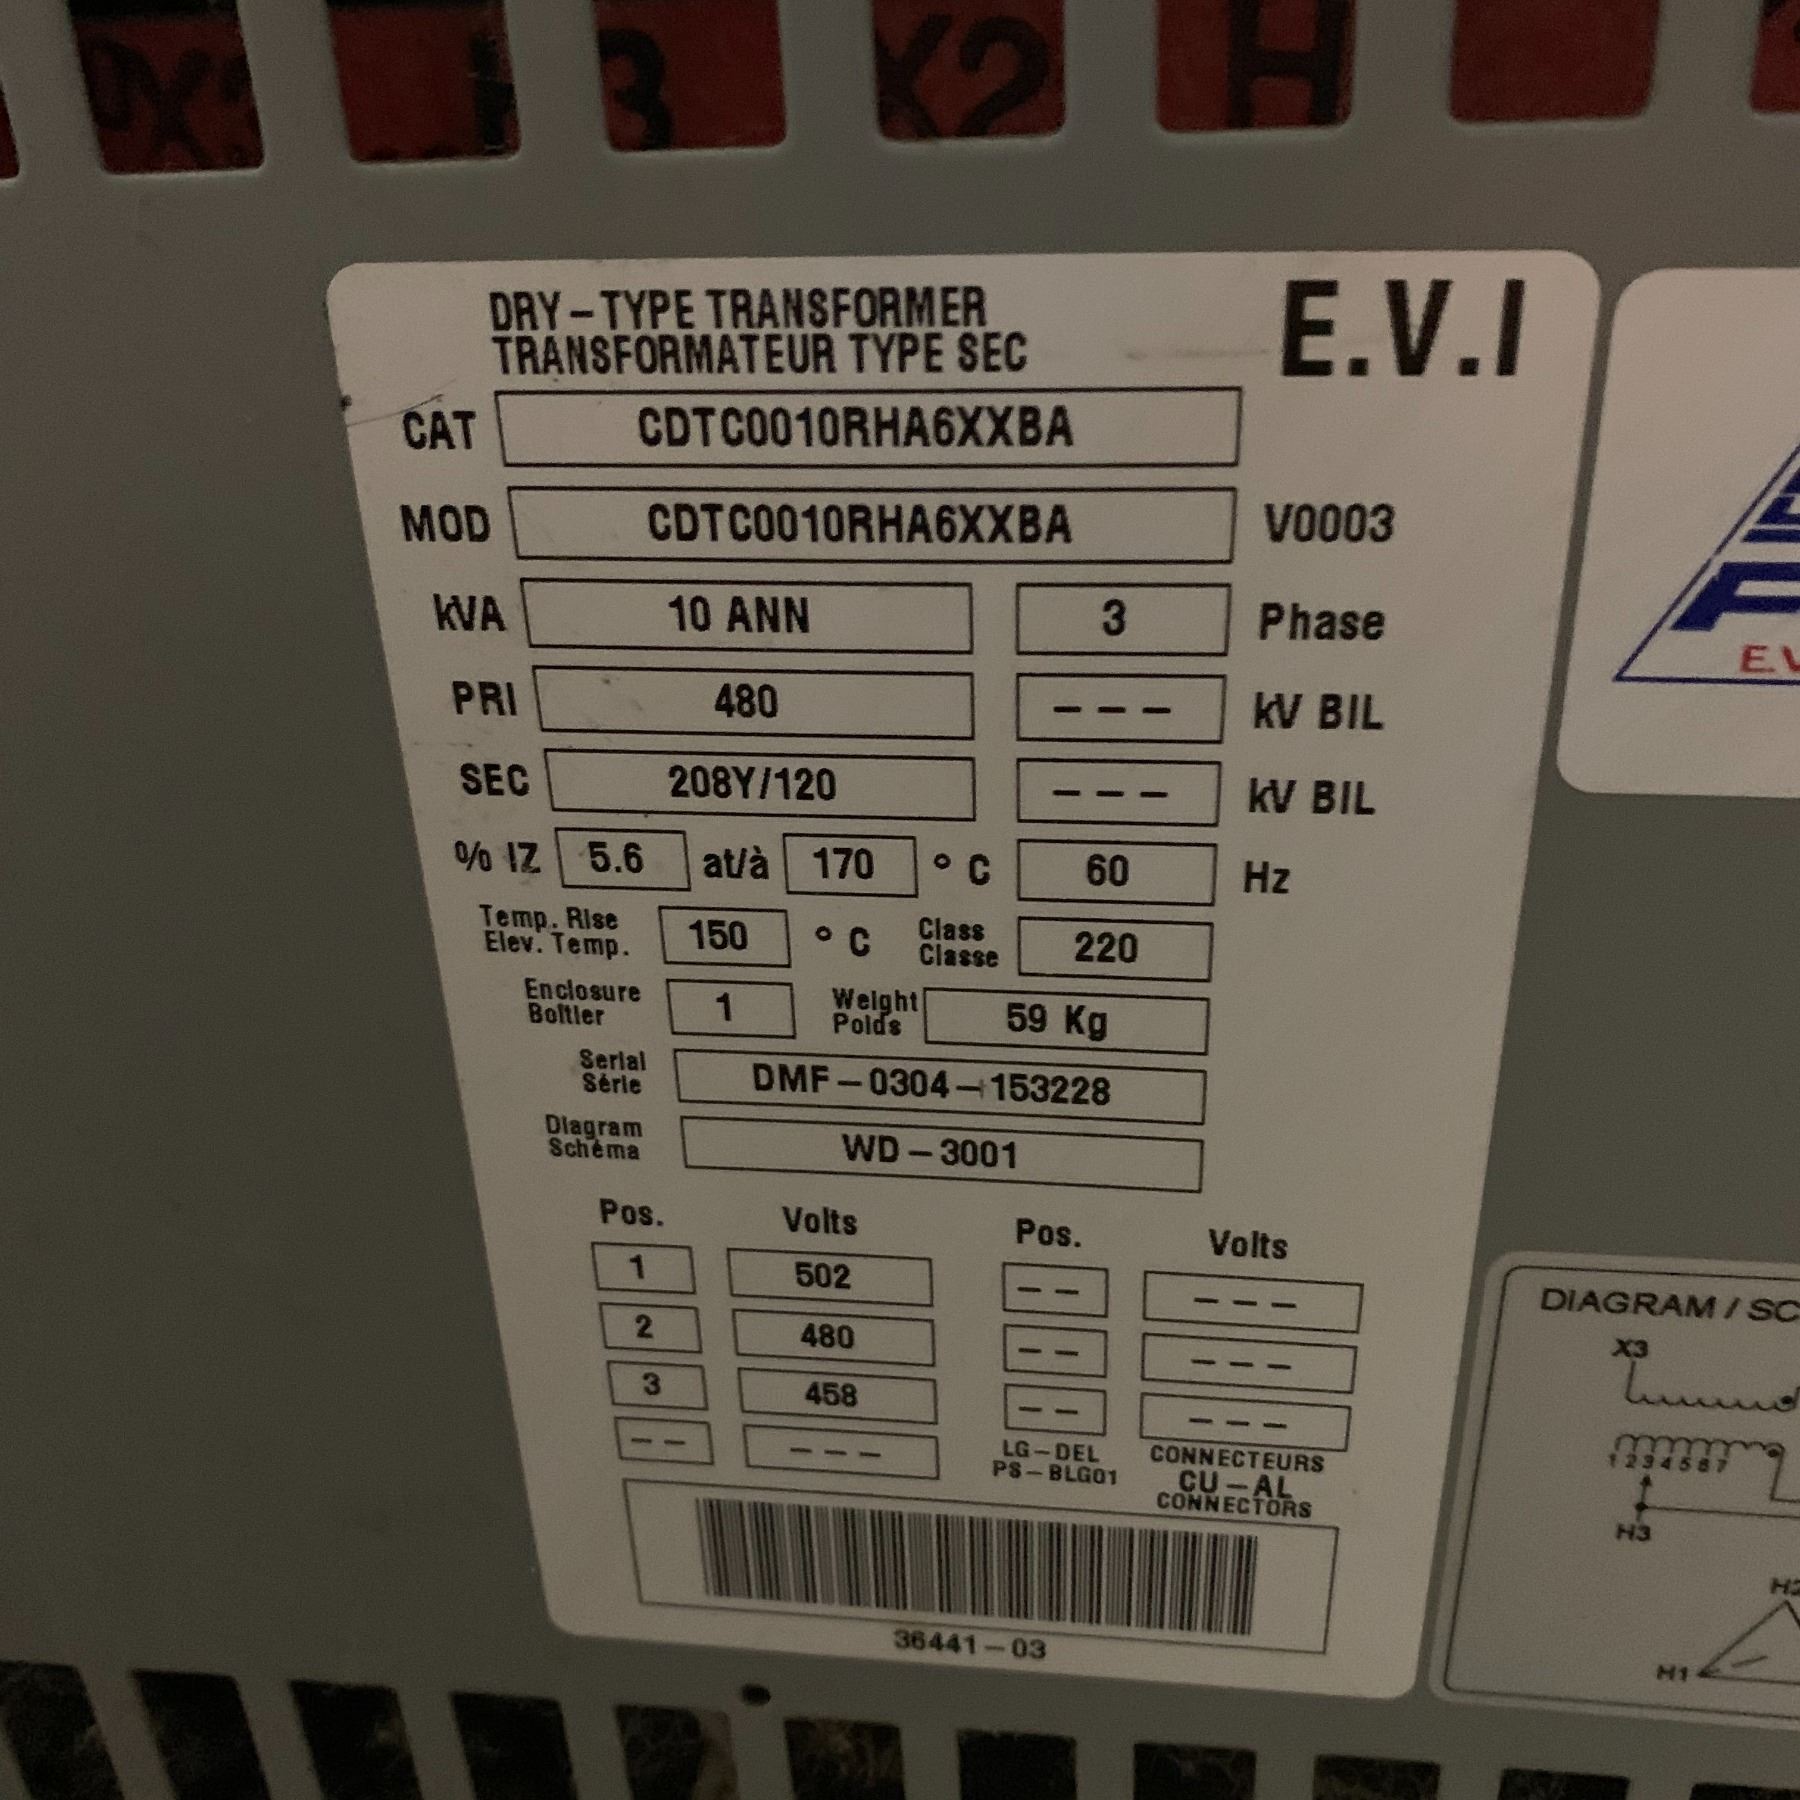 X3
H3
X2
H
DRY-TYPE TRANSFORMER
TRANSFORMATEUR TYPE SEC
E.V.I
CAT CDTC0010RHA6XXBA
MOD CDTC0010RHA6XXBA V0003
kVA 10 ANN 3 Phase
PRI 480 --- kV BIL
SEC 208Y/120 --- kV BIL
% IZ 5.6 at/à 170 ° C 60 Hz
Temp. Rise
Elev. Temp. 150 ° C Class
Classe 220
Enclosure
Boîtier 1 Weight
Poids 59 Kg
Serial
Série DMF-0304-153228
Diagram
Schéma WD-3001
Pos. Volts Pos. Volts
1 502 -- ---
2 480 -- ---
3 458 -- ---
-- ---
LG-DEL
PS-BLG01
CONNECTEURS
CU-AL
CONNECTORS
36441-03
E.V
DIAGRAM / SC
X3
1 2 3 4 5 6 7
H3
H2
H1